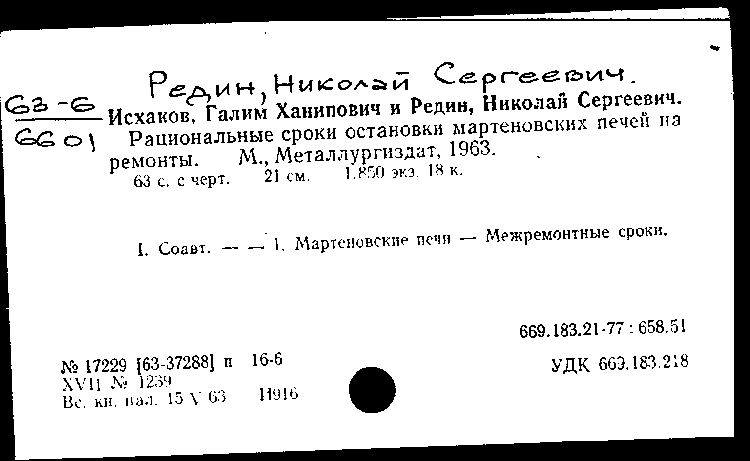 Редин, Николай Сергеевич.
63-6
6601
Исхаков, Галим Ханипович и Редин, Николай Сергеевич.
Рациональные сроки остановки мартеновских печей на
ремонты. М., Металлургиздат, 1963.
63 с. с черт. 21 см. 1.850 экз. 18 к.
I. Соавт. — — 1. Мартеновские печи — Межремонтные сроки.
669.183.21-77 : 658.51
№ 17229 [63-37288] п 16-6
УДК 669.183.218
XVII № 1239
Вс. кн. пал. 15 V 63 П916